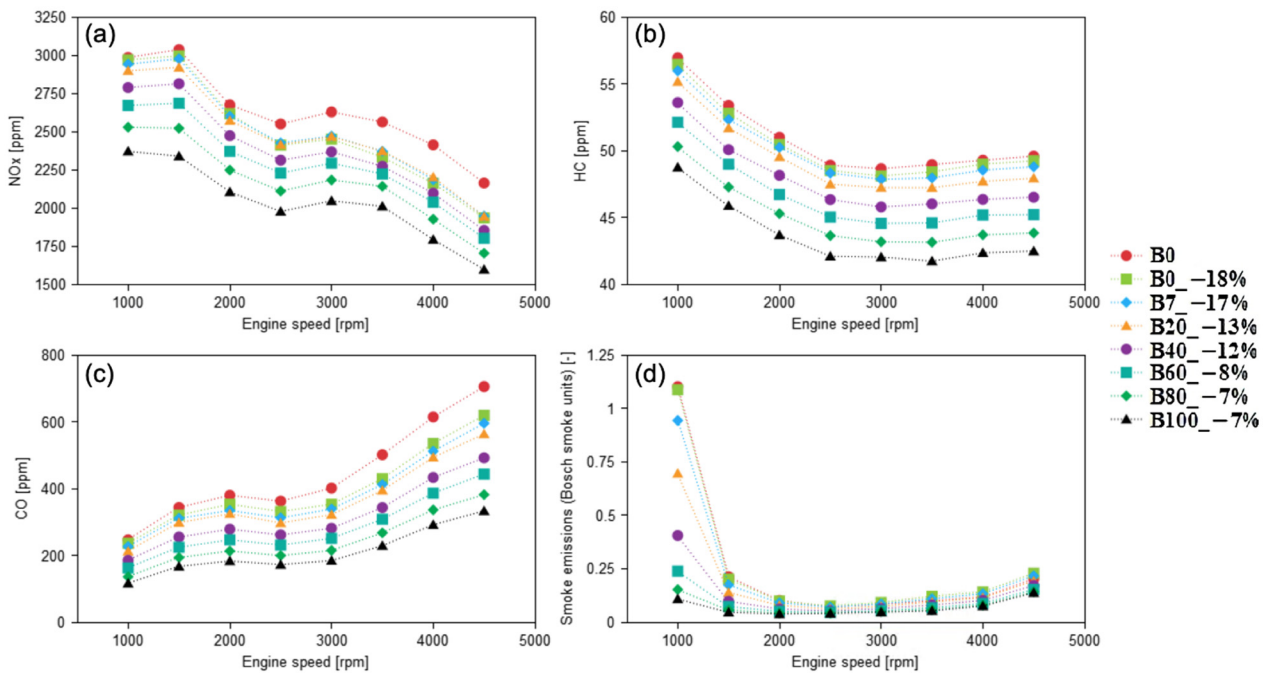 (a)
3250
3000
2750
2500
2250
2000
1750
1500
NOx [ppm]
1000 2000 3000 4000 5000
Engine speed [rpm]
(b)
60
55
50
45
40
HC [ppm]
1000 2000 3000 4000 5000
Engine speed [rpm]
(c)
800
600
400
200
0
CO [ppm]
1000 2000 3000 4000 5000
Engine speed [rpm]
(d)
1.25
1
0.75
0.5
0.25
0
Smoke emissions (Bosch smoke units) [-]
1000 2000 3000 4000 5000
Engine speed [rpm]
B0
B0_−18%
B7_−17%
B20_−13%
B40_−12%
B60_−8%
B80_−7%
B100_−7%